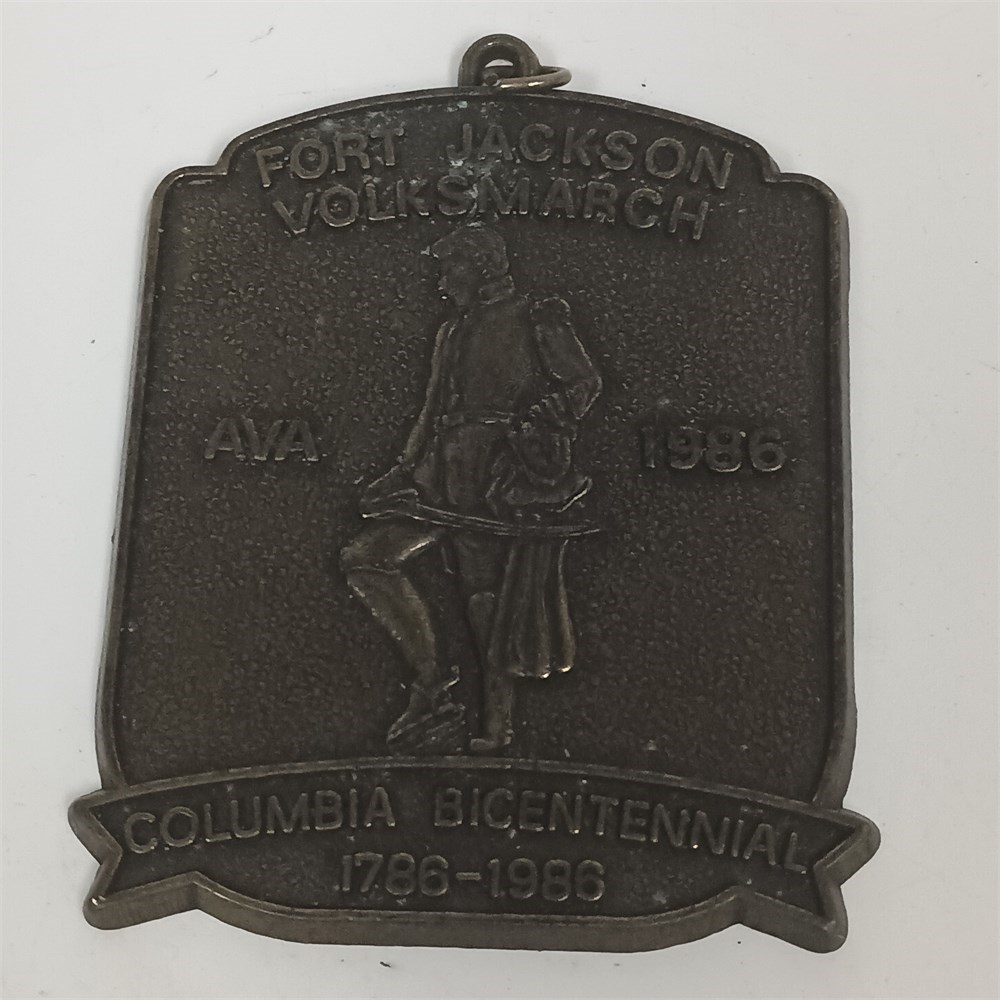 FORT JACKSON
VOLKSMARCH
AVA 1986
COLUMBIA BICENTENNIAL
1786-1986